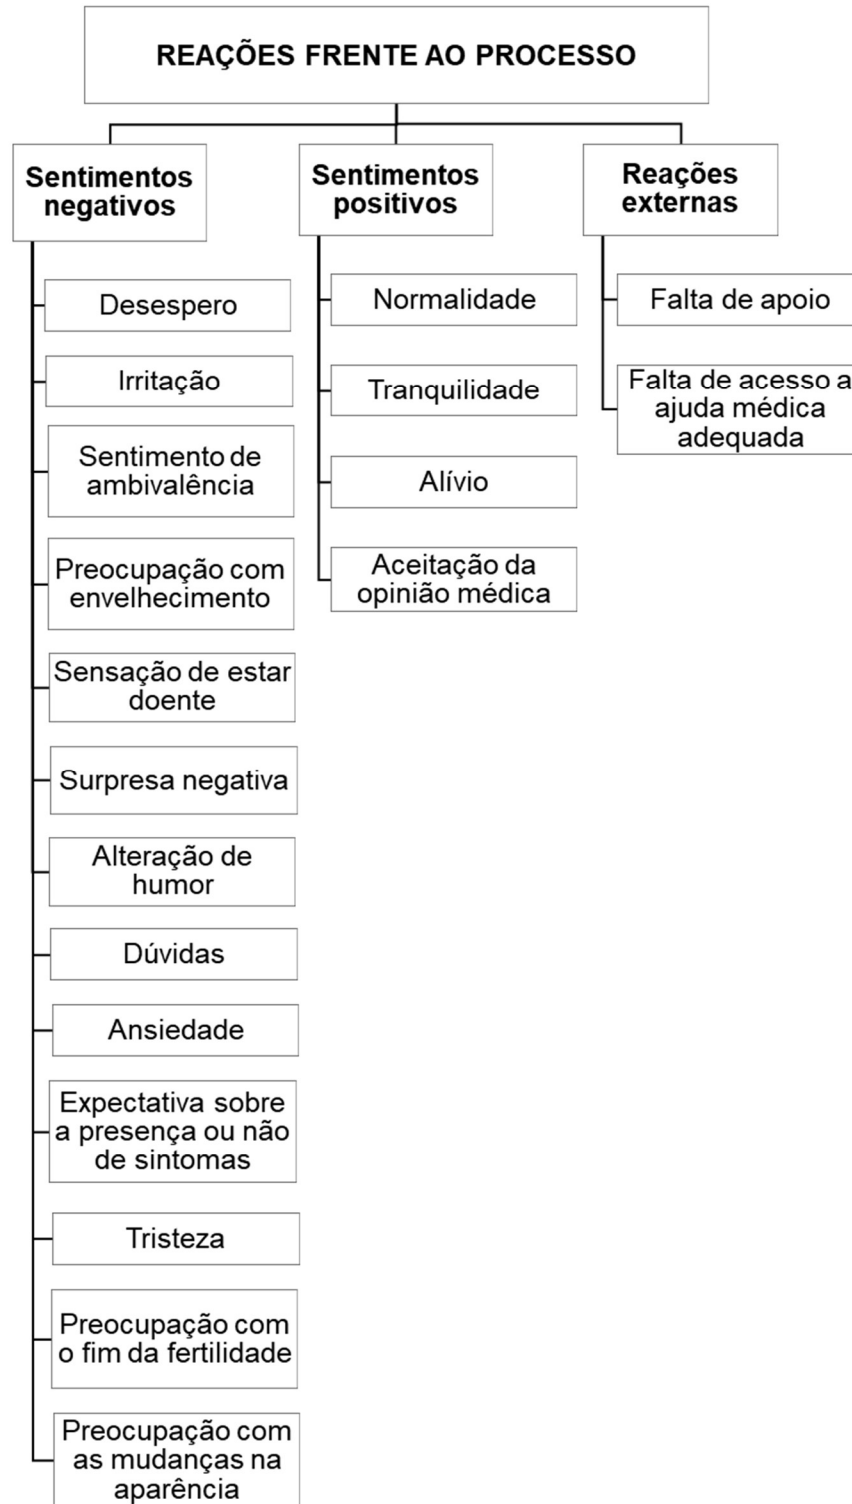 REAÇÕES FRENTE AO PROCESSO
Sentimentos
negativos
Desespero
Irritação
Sentimento de
ambivalência
Preocupação com
envelhecimento
Sensação de estar
doente
Surpresa negativa
Alteração de
humor
Dúvidas
Ansiedade
Expectativa sobre
a presença ou não
de sintomas
Tristeza
Preocupação com
o fim da fertilidade
Preocupação com
as mudanças na
aparência
Sentimentos
positivos
Normalidade
Tranquilidade
Alívio
Aceitação da
opinião médica
Reações
externas
Falta de apoio
Falta de acesso a
ajuda médica
adequada